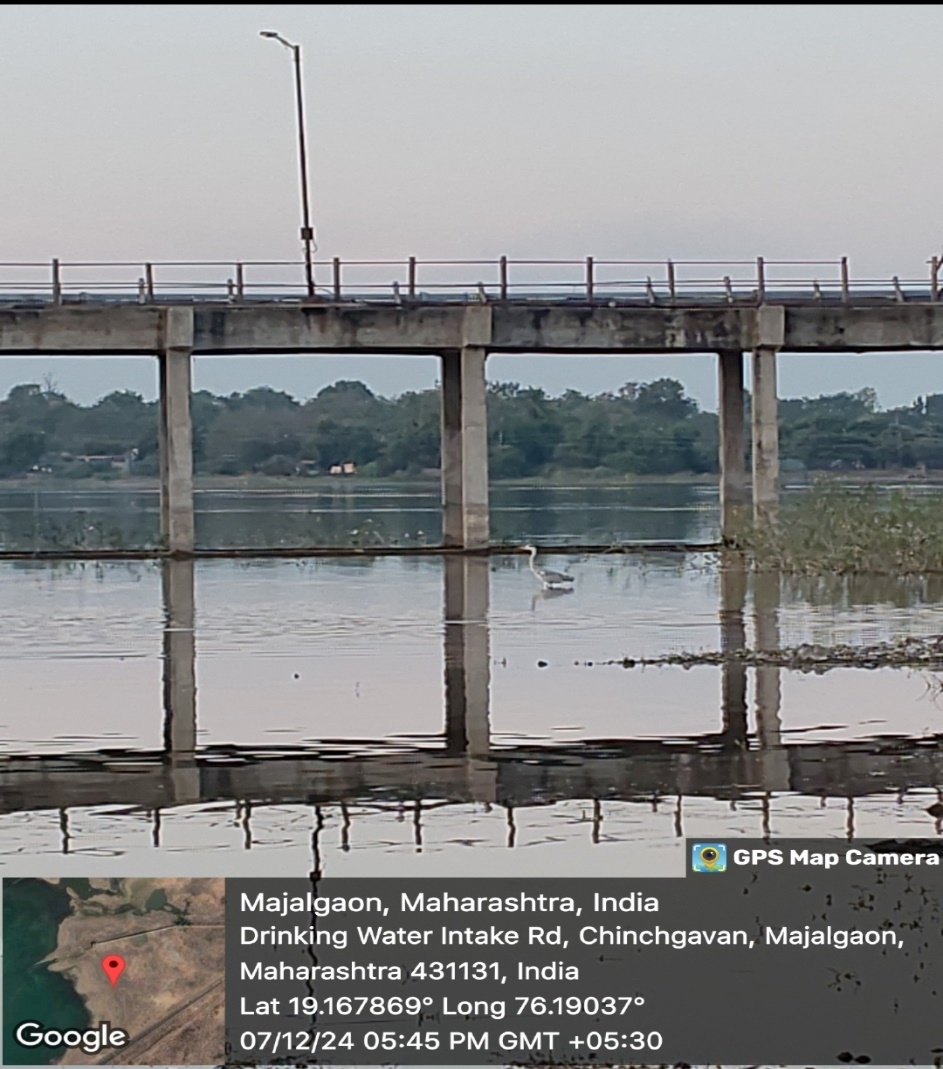 GPS Map Camera
Majalgaon, Maharashtra, India
Drinking Water Intake Rd, Chinchgavan, Majalgaon,
Maharashtra 431131, India
Lat 19.167869° Long 76.19037°
07/12/24 05:45 PM GMT +05:30
Google